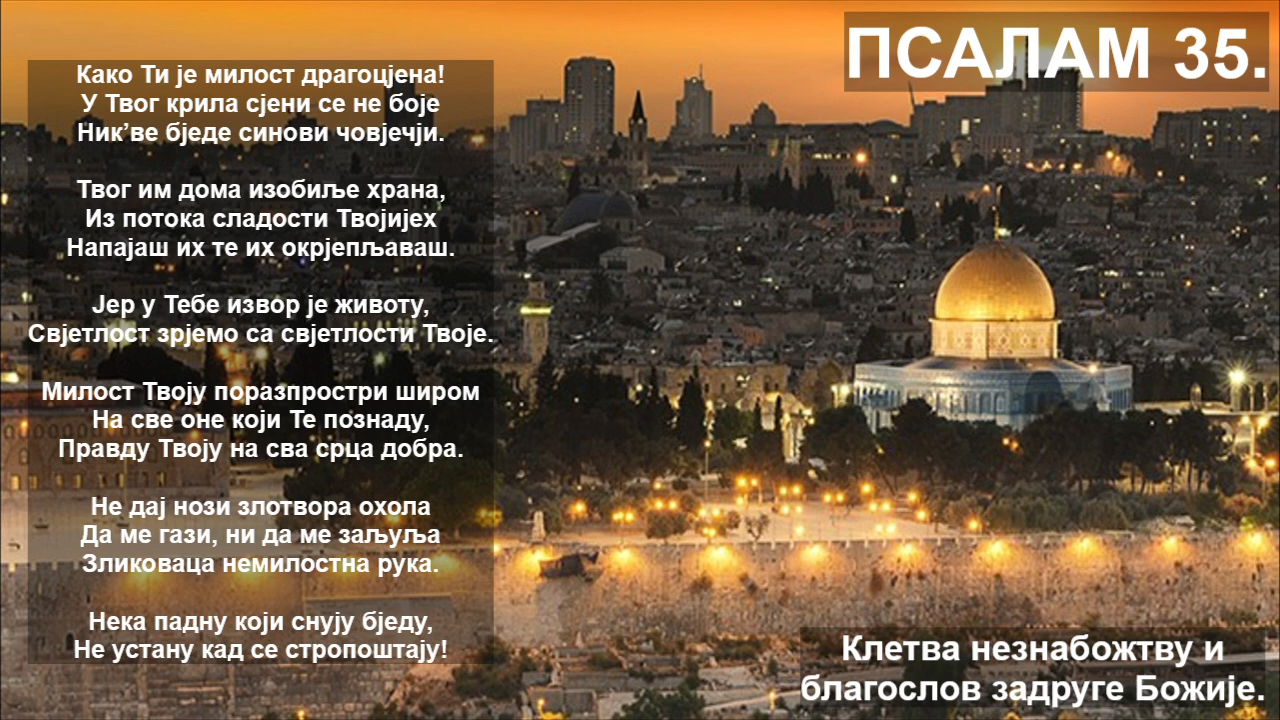 ПСАЛАМ 35.
Како Ти је милост драгоцјена!
У Твог крила сјени се не боје
Ник’ве бједе синови човјечји.
Твог им дома изобиље храна,
Из потока сладости Твојијех
Напајаш их те их окрјепљаваш.
Јер у Тебе извор је животу,
Свјетлост зрјемо са свјетлости Твоје.
Милост Твоју поразпростри широм
На све оне који Те познаду,
Правду Твоју на сва срца добра.
Не дај нози злотвора охола
Да ме гази, ни да ме заљуља
Зликоваца немилостна рука.
Нека падну који снују бједу,
Не устану кад се стропоштају!
Клетва незнабожтву и
благослов задруге Божије.